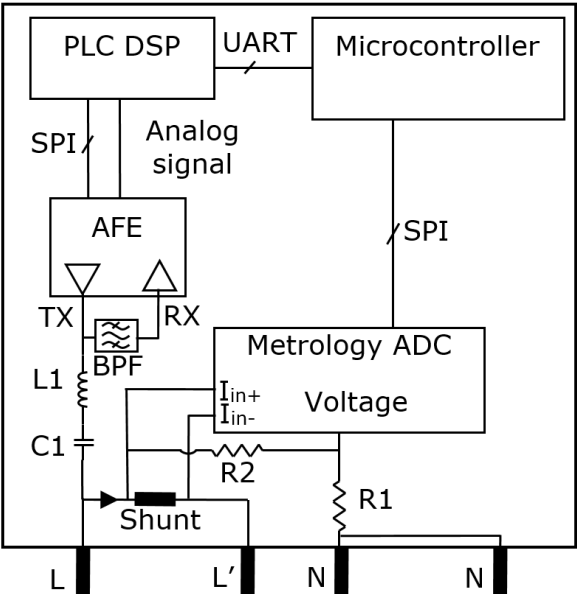 PLC DSP
UART
Microcontroller
SPI
Analog
signal
AFE
SPI
TX
RX
BPF
Metrology ADC
L1
Iin+
Iin-
Voltage
C1
R2
R1
Shunt
L
L’
N
N